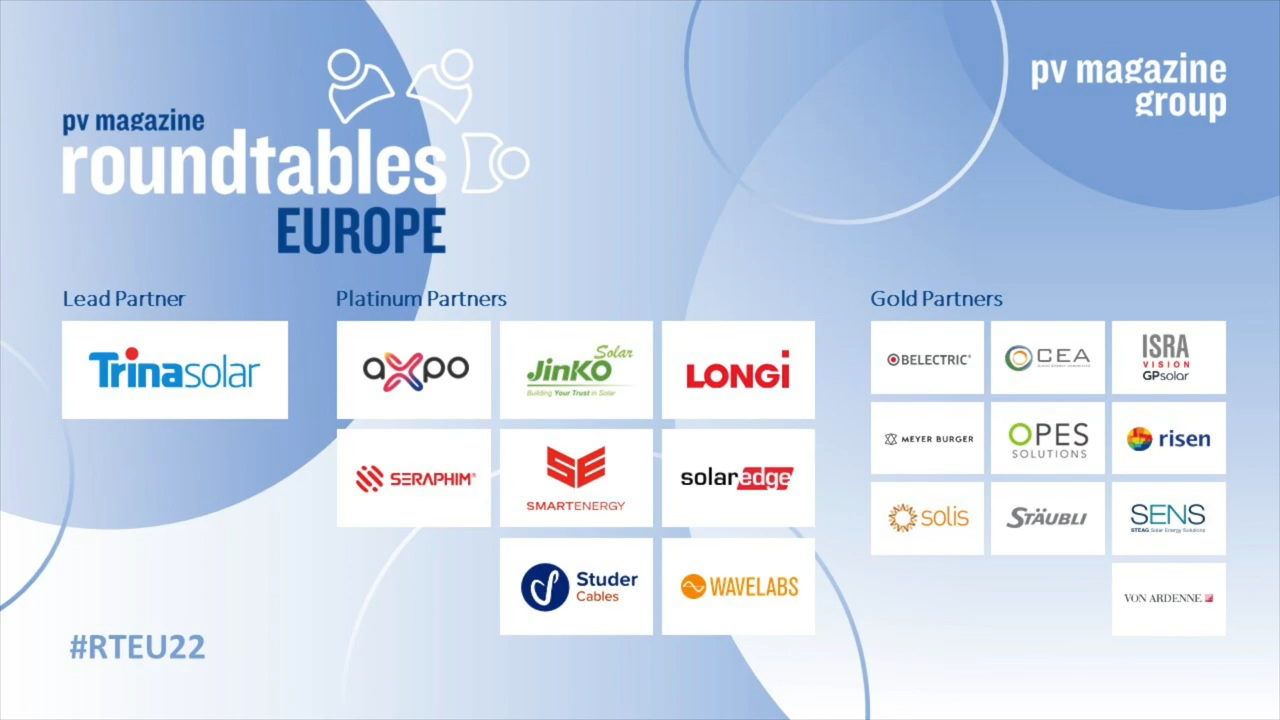 pv magazine
roundtables
EUROPE
pv magazine
group
Lead Partner
Trinasolar
Platinum Partners
axpo
JinKO Solar
Building Your Trust in Solar
LONGi
SERAPHIM®
SE
SMARTENERGY
solaredge
Studer
Cables
WAVELABS
Gold Partners
BELECTRIC®
CEA
ISRA
VISION
GPsolar
MEYER BURGER
OPES
SOLUTIONS
risen
solis
STÄUBLI
SENS
STEAG Solar Energy Solutions
VON ARDENNE
#RTEU22